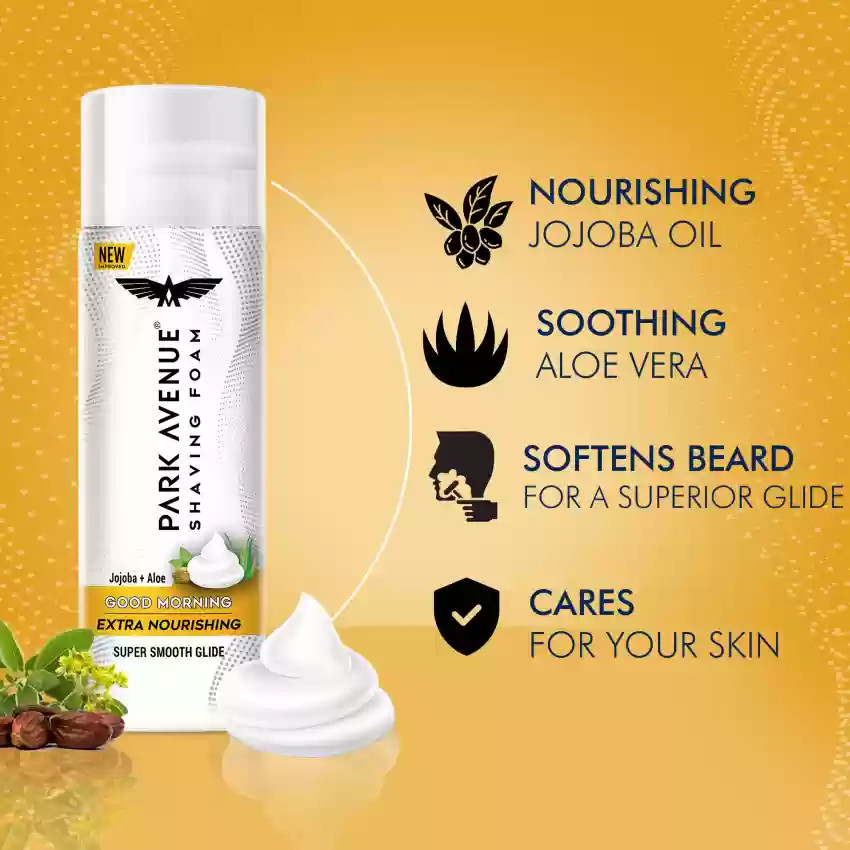 NEW
IMPROVED
PARK AVENUE®
SHAVING FOAM
Jojoba + Aloe
GOOD MORNING
EXTRA NOURISHING
SUPER SMOOTH GLIDE
NOURISHING
JOJOBA OIL
SOOTHING
ALOE VERA
SOFTENS BEARD
FOR A SUPERIOR GLIDE
CARES
FOR YOUR SKIN